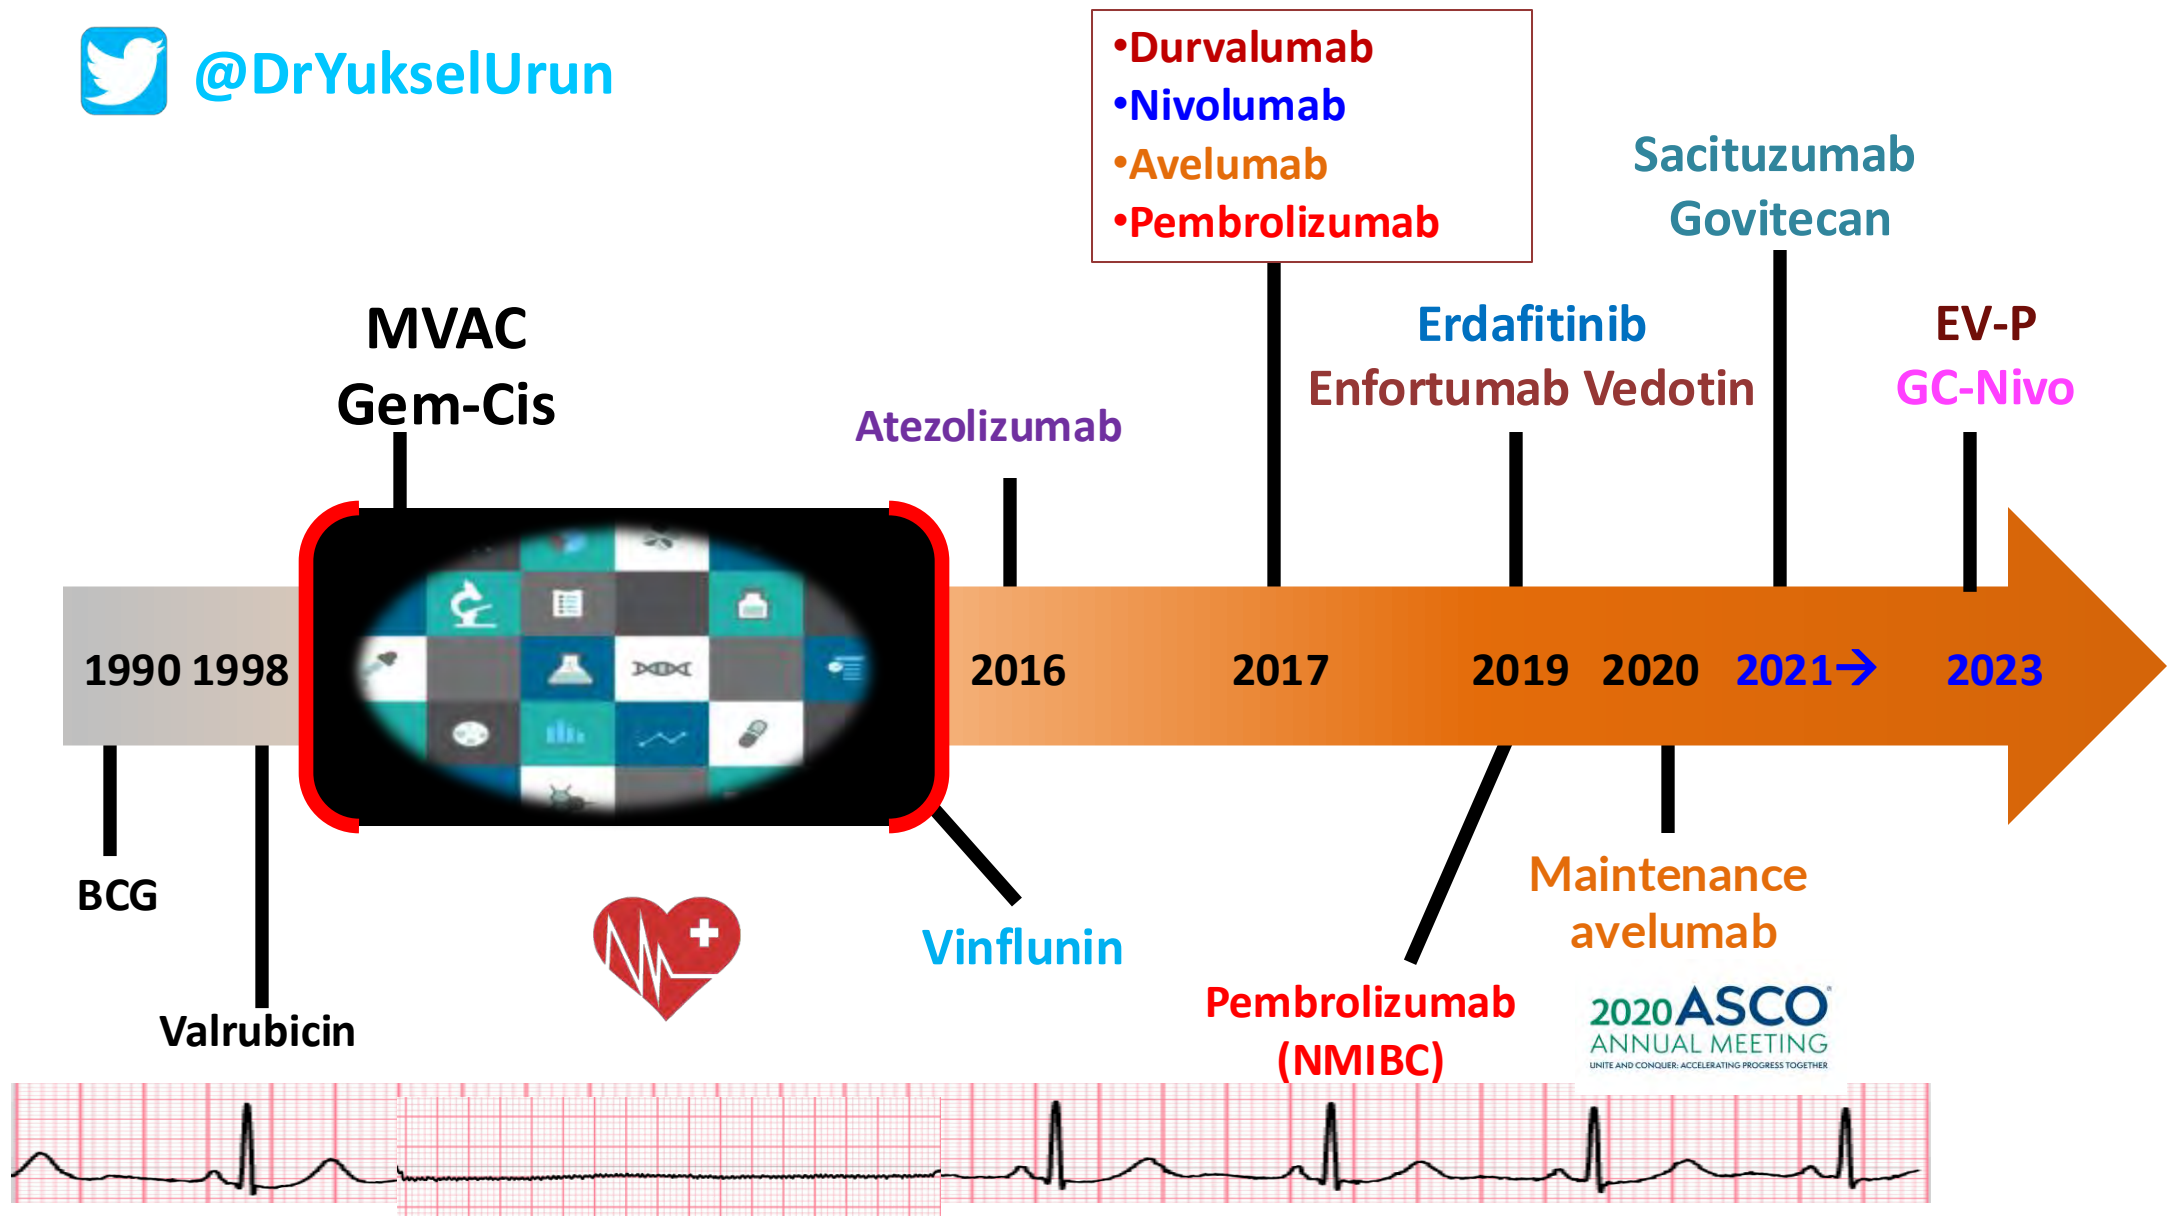 @DrYukselUrun
•Durvalumab
•Nivolumab
•Avelumab
•Pembrolizumab
Sacituzumab
Govitecan
MVAC
Gem-Cis
Atezolizumab
Erdafitinib
Enfortumab Vedotin
EV-P
GC-Nivo
1990 1998 2016 2017 2019 2020 2021→ 2023
BCG
Valrubicin
Vinflunin
Pembrolizumab
(NMIBC)
Maintenance
avelumab
2020 ASCO®
ANNUAL MEETING
UNITE AND CONQUER: ACCELERATING PROGRESS TOGETHER